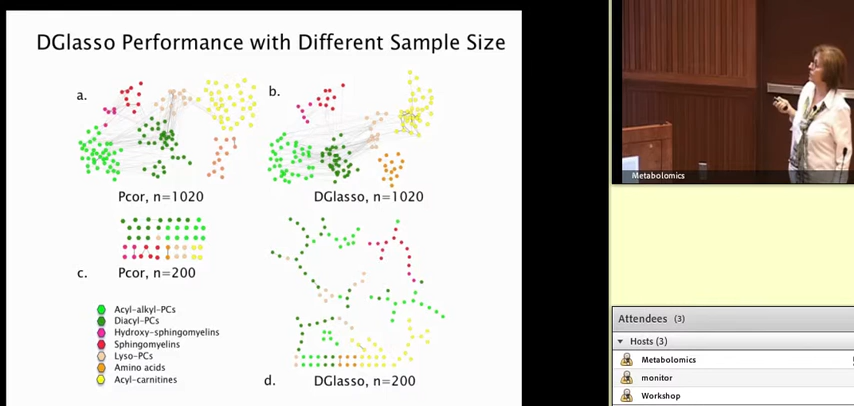 DGlasso Performance with Different Sample Size
a.
b.
Pcor, n=1020
DGlasso, n=1020
c.
Pcor, n=200
Acyl-alkyl-PCs
Diacyl-PCs
Hydroxy-sphingomyelins
Sphingomyelins
Lyso-PCs
Amino acids
Acyl-carnitines
d.
DGlasso, n=200
Metabolomics
Attendees (3)
Hosts (3)
Metabolomics
monitor
Workshop